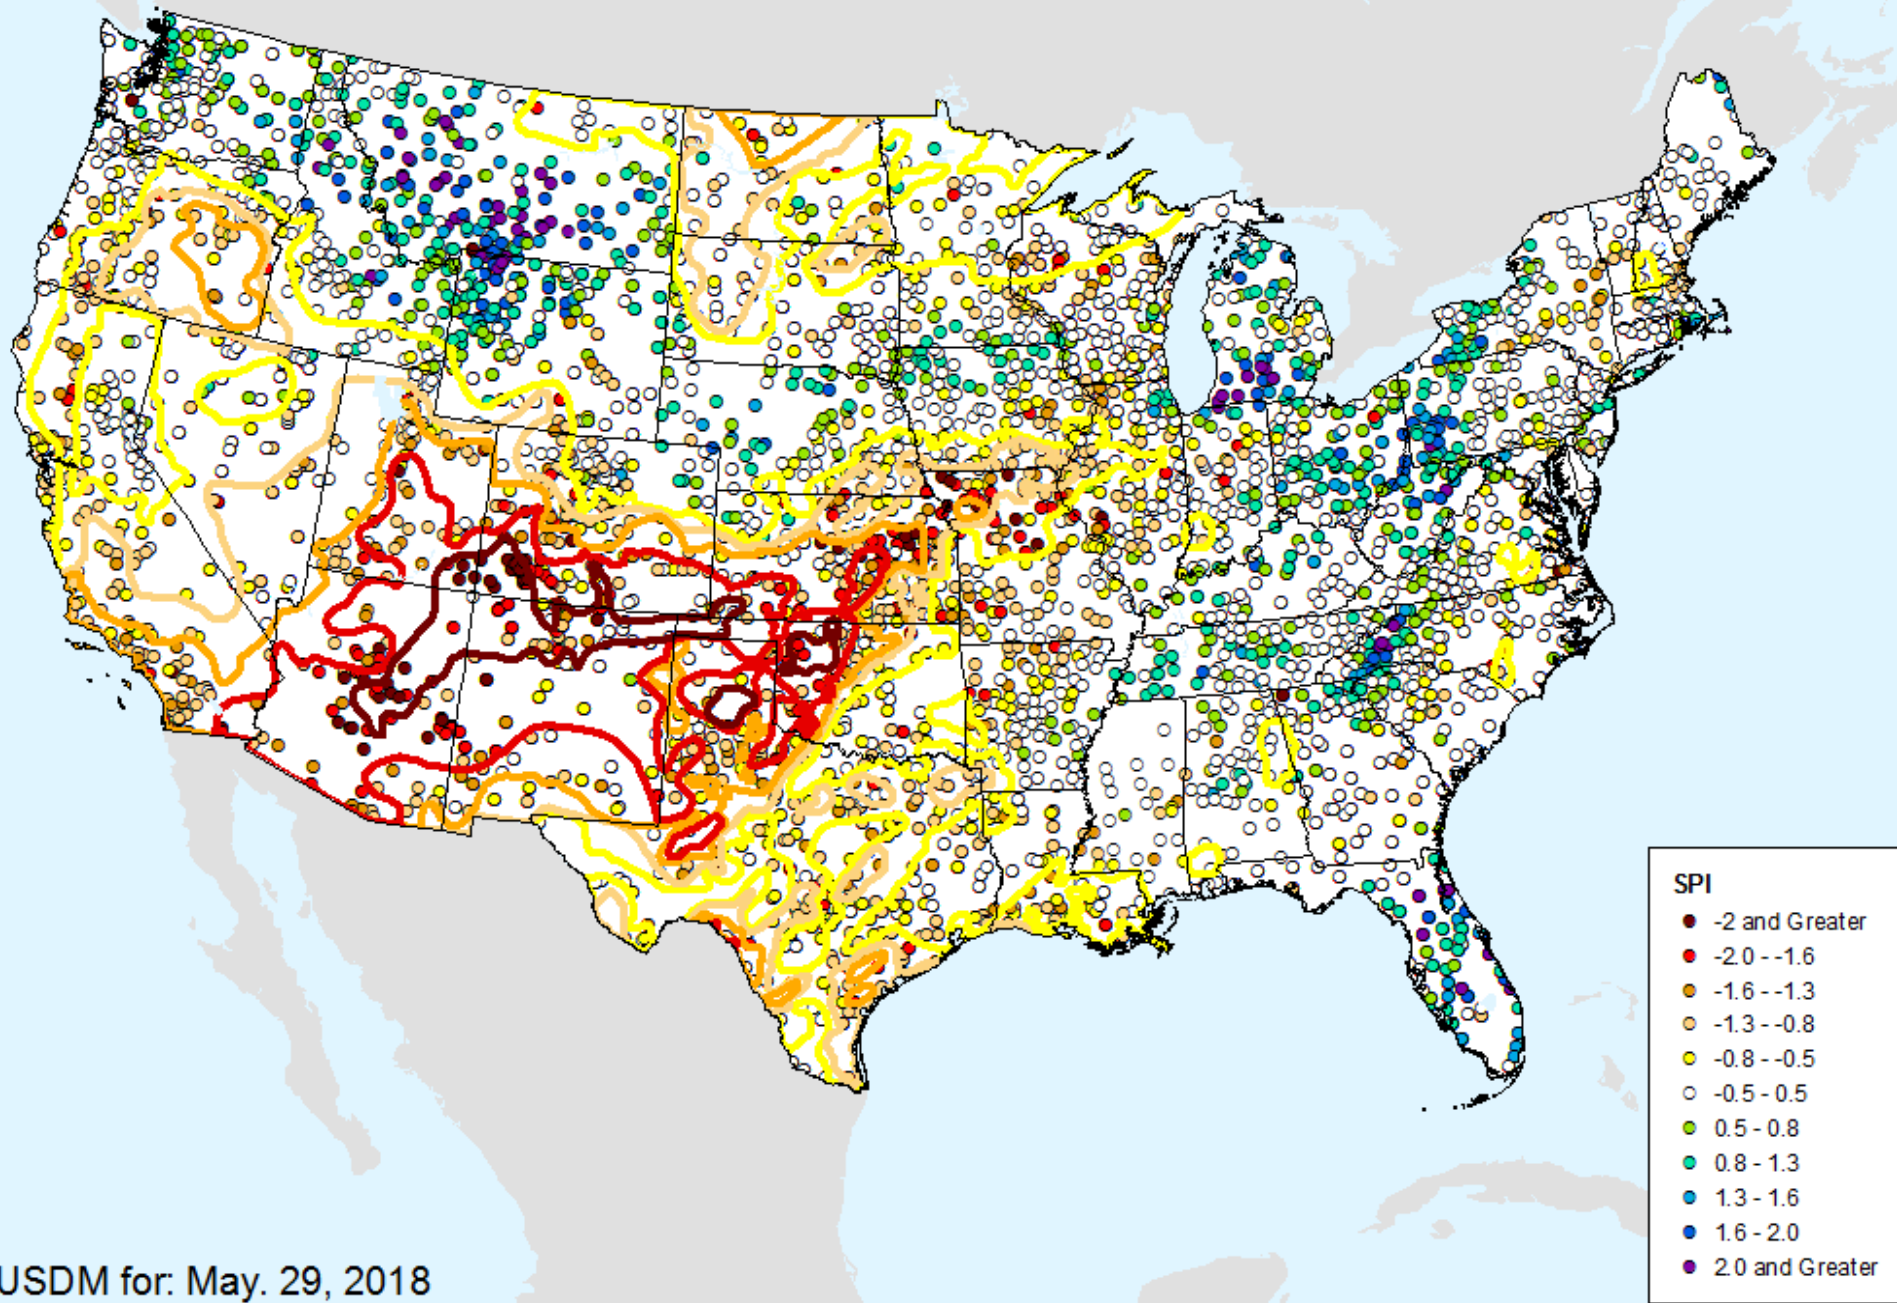 SPI
-2 and Greater
-2.0 - -1.6
-1.6 - -1.3
-1.3 - -0.8
-0.8 - -0.5
-0.5 - 0.5
0.5 - 0.8
0.8 - 1.3
1.3 - 1.6
1.6 - 2.0
2.0 and Greater
USDM for: May. 29, 2018